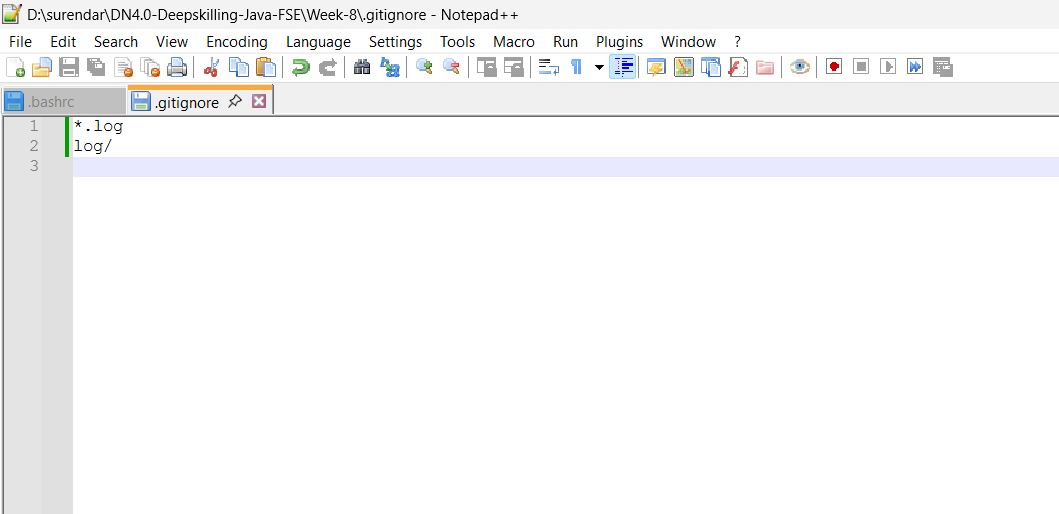 D:\surendar\DN4.0-Deepskilling-Java-FSE\Week-8\.gitignore - Notepad++
File Edit Search View Encoding Language Settings Tools Macro Run Plugins Window ?
.bashrc .gitignore
1 *.log
2 log/
3